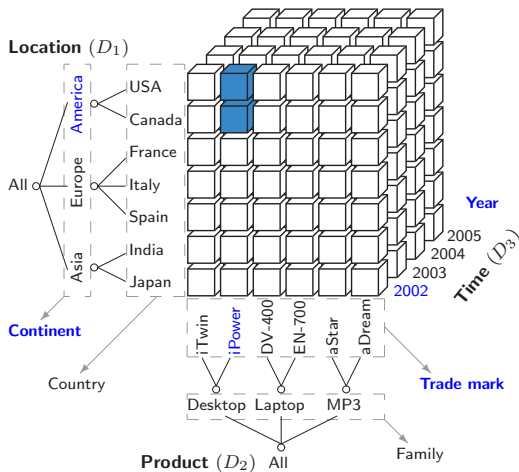 Location (D₁)
USA
America
Canada
France
All
Europe
Italy
Spain
Year
India
2005
Asia
2004
Japan
2003
2002
Time (D₃)
Continent
iTwin
iPower
DV-400
EN-700
aStar
aDream
Country
Trade mark
Desktop
Laptop
MP3
Product (D₂)
All
Family